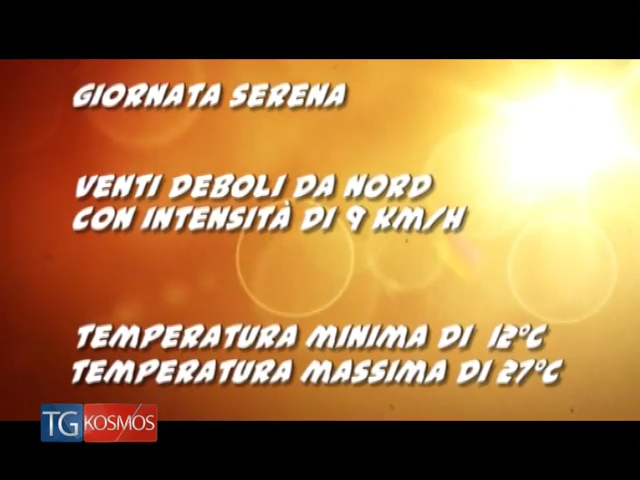 GIORNATA SERENA
VENTI DEBOLI DA NORD
CON INTENSITÀ DI 9 KM/H
TEMPERATURA MINIMA DI 12°C
TEMPERATURA MASSIMA DI 27°C
TG KOSMOS